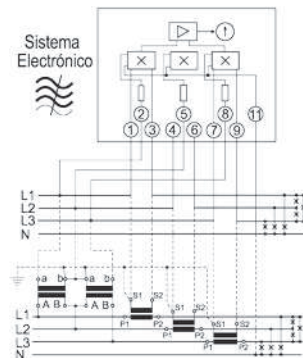 Sistema
Electrónico
2 5 8 11
1 3 4 6 7 9
L1
L2
L3
N
a b a b
S1 S2
A B A B
S1 S2
S1 S2
L1 P1 P2
L2 P1 P2
L3 P1 P2
N